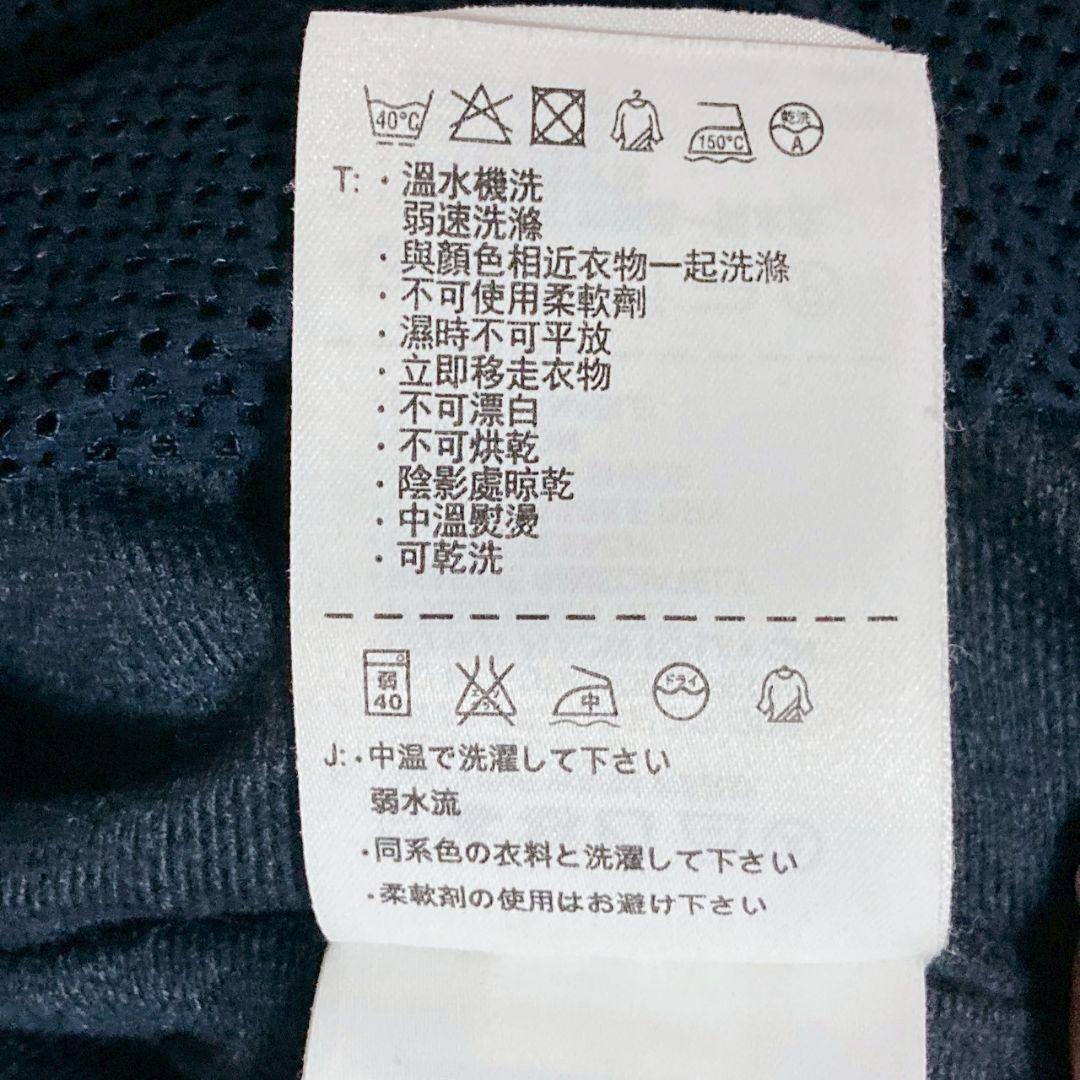 40°C 150°C 乾洗 A
T: · 溫水機洗
弱速洗滌
· 與顏色相近衣物一起洗滌
· 不可使用柔軟劑
· 濕時不可平放
· 立即移走衣物
· 不可漂白
· 不可烘乾
· 陰影處晾乾
· 中溫熨燙
· 可乾洗
弱 40 中 ドライ
J: · 中温で洗濯して下さい
弱水流
· 同系色の衣料と洗濯して下さい
· 柔軟剤の使用はお避け下さい